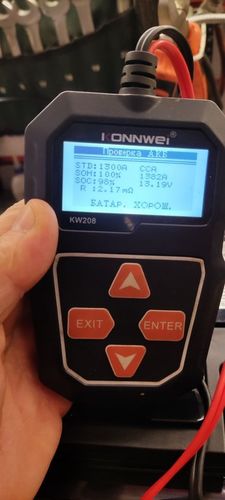 KONNWEI®
Проверка АКБ
STD:1300A CCA
SOH:100% 1382A
SOC:98% 13.19V
R :2.17mΩ
БАТАР. ХОРОШ.
KW208
EXIT
ENTER